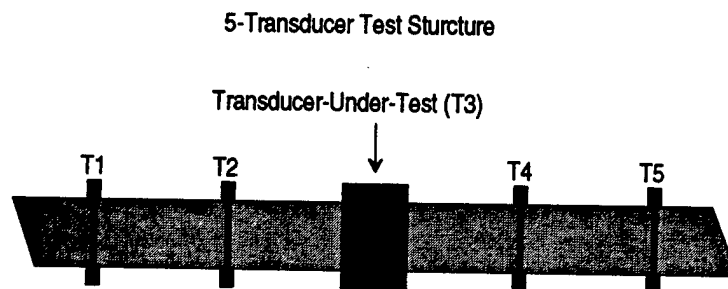 5-Transducer Test Sturcture
Transducer-Under-Test (T3)
T1 T2 T4 T5